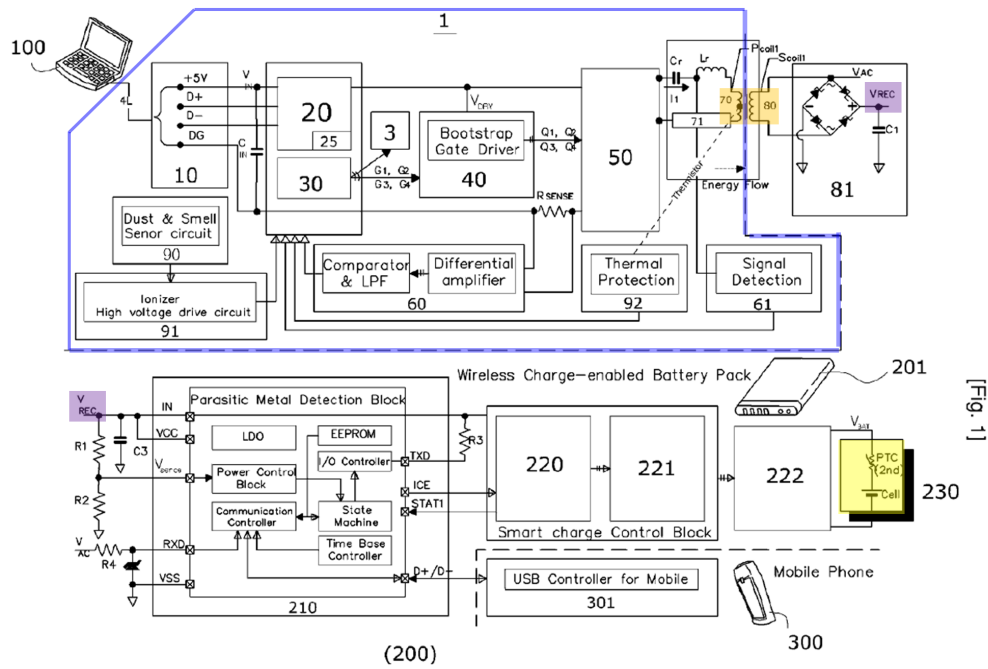 1
100
4L
+5V
D+
D-
DG
10
V
IN
C
IN
20
25
30
3
G1, G2
G3, G4
VDRV
Bootstrap
Gate Driver
40
Q1, Q2
Q3, Q4
RSENSE
50
Cr
Lr
I1
Pcoil1
Scoil1
70
71
80
Thermistor
Energy Flow
VAC
VREC
C1
81
Dust & Smell
Senor circuit
90
Ionizer
High voltage drive circuit
91
Comparator
& LPF
Differential
amplifier
60
Thermal
Protection
92
Signal
Detection
61
Wireless Charge-enabled Battery Pack
201
[Fig. 1]
V
REC
IN
VCC
R1
C3
R2
V
AC
R4
RXD
VSS
Parasitic Metal Detection Block
LDO
EEPROM
I/O Controller
Power Control
Block
Communication
Controller
State
Machine
Time Base
Controller
210
TXD
R3
ICE
STAT1
D+/D-
220
221
Smart charge Control Block
222
VBAT
PTC
(2nd)
Cell
230
USB Controller for Mobile
301
Mobile Phone
300
(200)